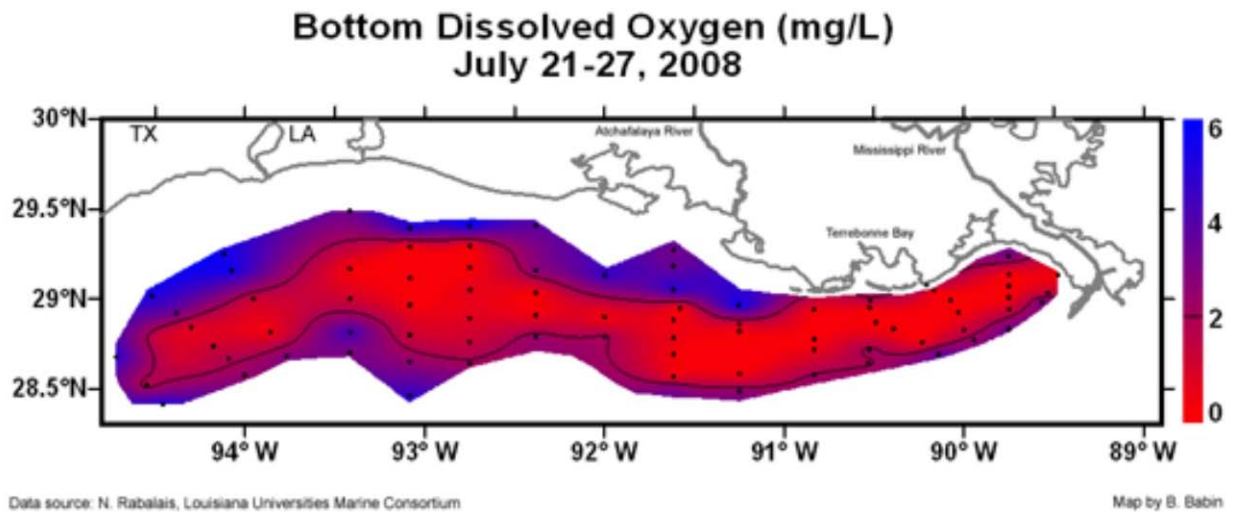 Bottom Dissolved Oxygen (mg/L)
July 21-27, 2008
30°N
TX
LA
Atchafalaya River
Mississippi River
6
29.5°N
4
Terrebonne Bay
29°N
2
28.5°N
0
94° W
93° W
92° W
91° W
90° W
89° W
Data source: N. Rabalais, Louisiana Universities Marine Consortium
Map by B. Babin